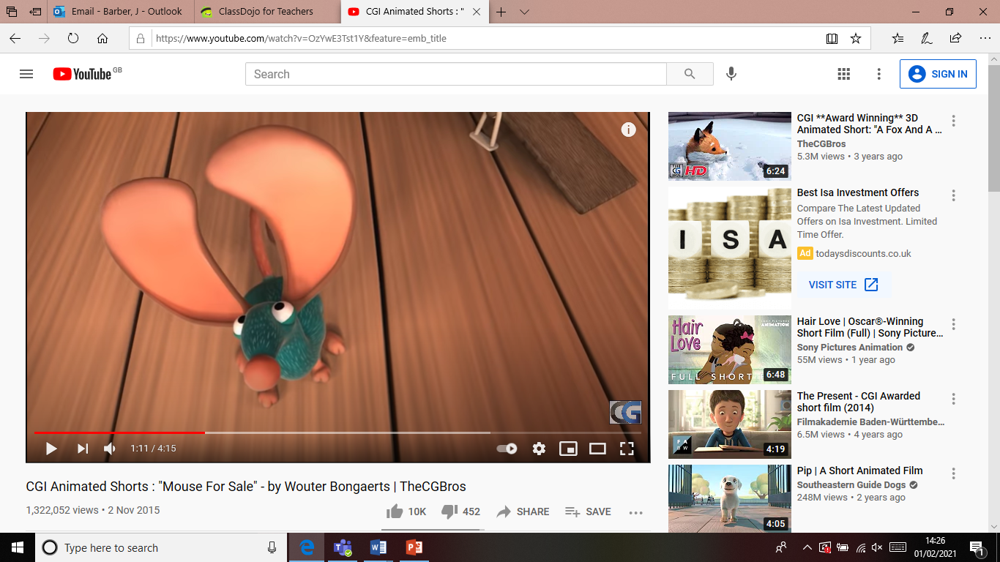 Email - Barber, J - Outlook
ClassDojo for Teachers
CGI Animated Shorts : "
https://www.youtube.com/watch?v=OzYwE3Tst1Y&feature=emb_title
YouTube GB
Search
SIGN IN
i
CG
1:11 / 4:15
CGI Animated Shorts : "Mouse For Sale" - by Wouter Bongaerts | TheCGBros
1,322,052 views • 2 Nov 2015
10K
452
SHARE
SAVE
HD
6:24
CGI **Award Winning** 3D
Animated Short: "A Fox And A ...
TheCGBros
5.3M views • 3 years ago
I S A
Best Isa Investment Offers
Compare The Latest Updated
Offers on Isa Investment. Limited
Time Offer.
Ad todaysdiscounts.co.uk
VISIT SITE
SONY PICTURES
ANIMATION
Hair
Love
FULL SHORT
6:48
Hair Love | Oscar®-Winning
Short Film (Full) | Sony Picture...
Sony Pictures Animation
55M views • 1 year ago
FA
BW
4:19
The Present - CGI Awarded
short film (2014)
Filmakademie Baden-Württembe...
6.5M views • 4 years ago
4:05
Pip | A Short Animated Film
Southeastern Guide Dogs
248M views • 2 years ago
Type here to search
14:26
01/02/2021
1